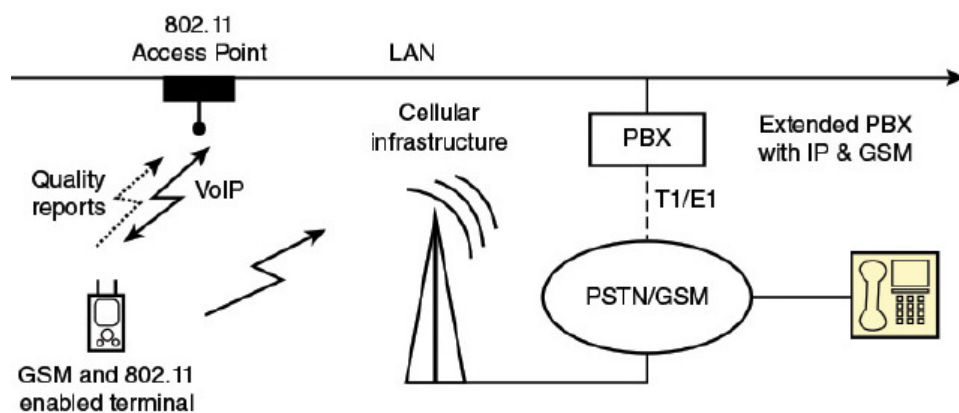 802.11
Access Point
LAN
Cellular
infrastructure
PBX
Extended PBX
with IP & GSM
Quality
reports
VoIP
T1/E1
PSTN/GSM
GSM and 802.11
enabled terminal